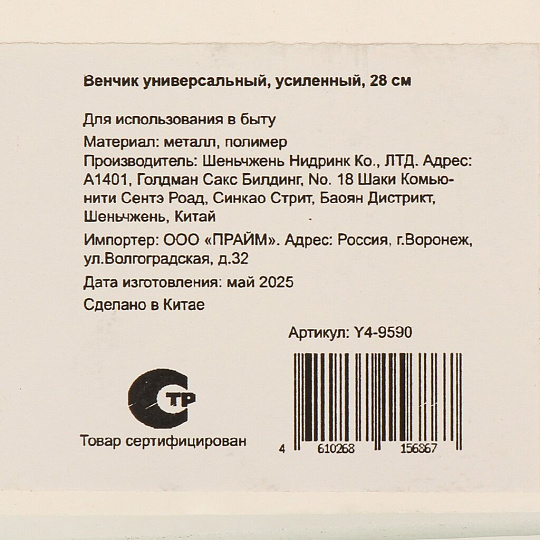 Венчик универсальный, усиленный, 28 см
Для использования в быту
Материал: металл, полимер
Производитель: Шеньчжень Нидринк Ко., ЛТД. Адрес:
А1401, Голдман Сакс Билдинг, No. 18 Шаки Комью-
нити Сентэ Роад, Синкао Стрит, Баоян Дистрикт,
Шеньчжень, Китай
Импортер: ООО «ПРАЙМ». Адрес: Россия, г.Воронеж,
ул.Волгоградская, д.32
Дата изготовления: май 2025
Сделано в Китае
Артикул: Y4-9590
СТР
Товар сертифицирован
4 610268 156867